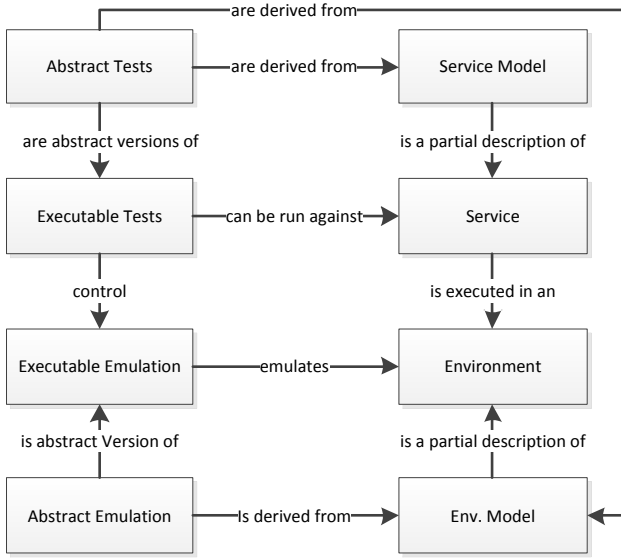 are derived from
Abstract Tests
are derived from
Service Model
are abstract versions of
is a partial description of
Executable Tests
can be run against
Service
control
is executed in an
Executable Emulation
emulates
Environment
is abstract Version of
is a partial description of
Abstract Emulation
Is derived from
Env. Model